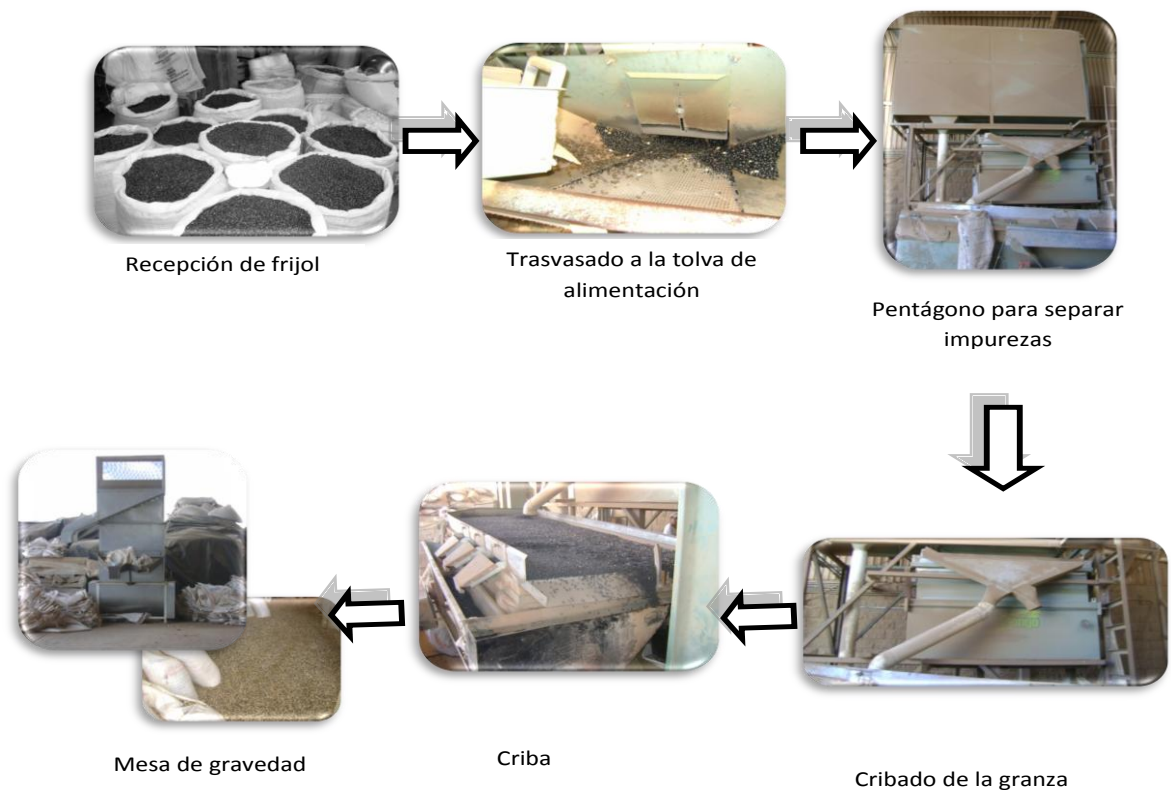 Recepción de frijol
Trasvasado a la tolva de
alimentación
Pentágono para separar
impurezas
Mesa de gravedad
Criba
Cribado de la granza